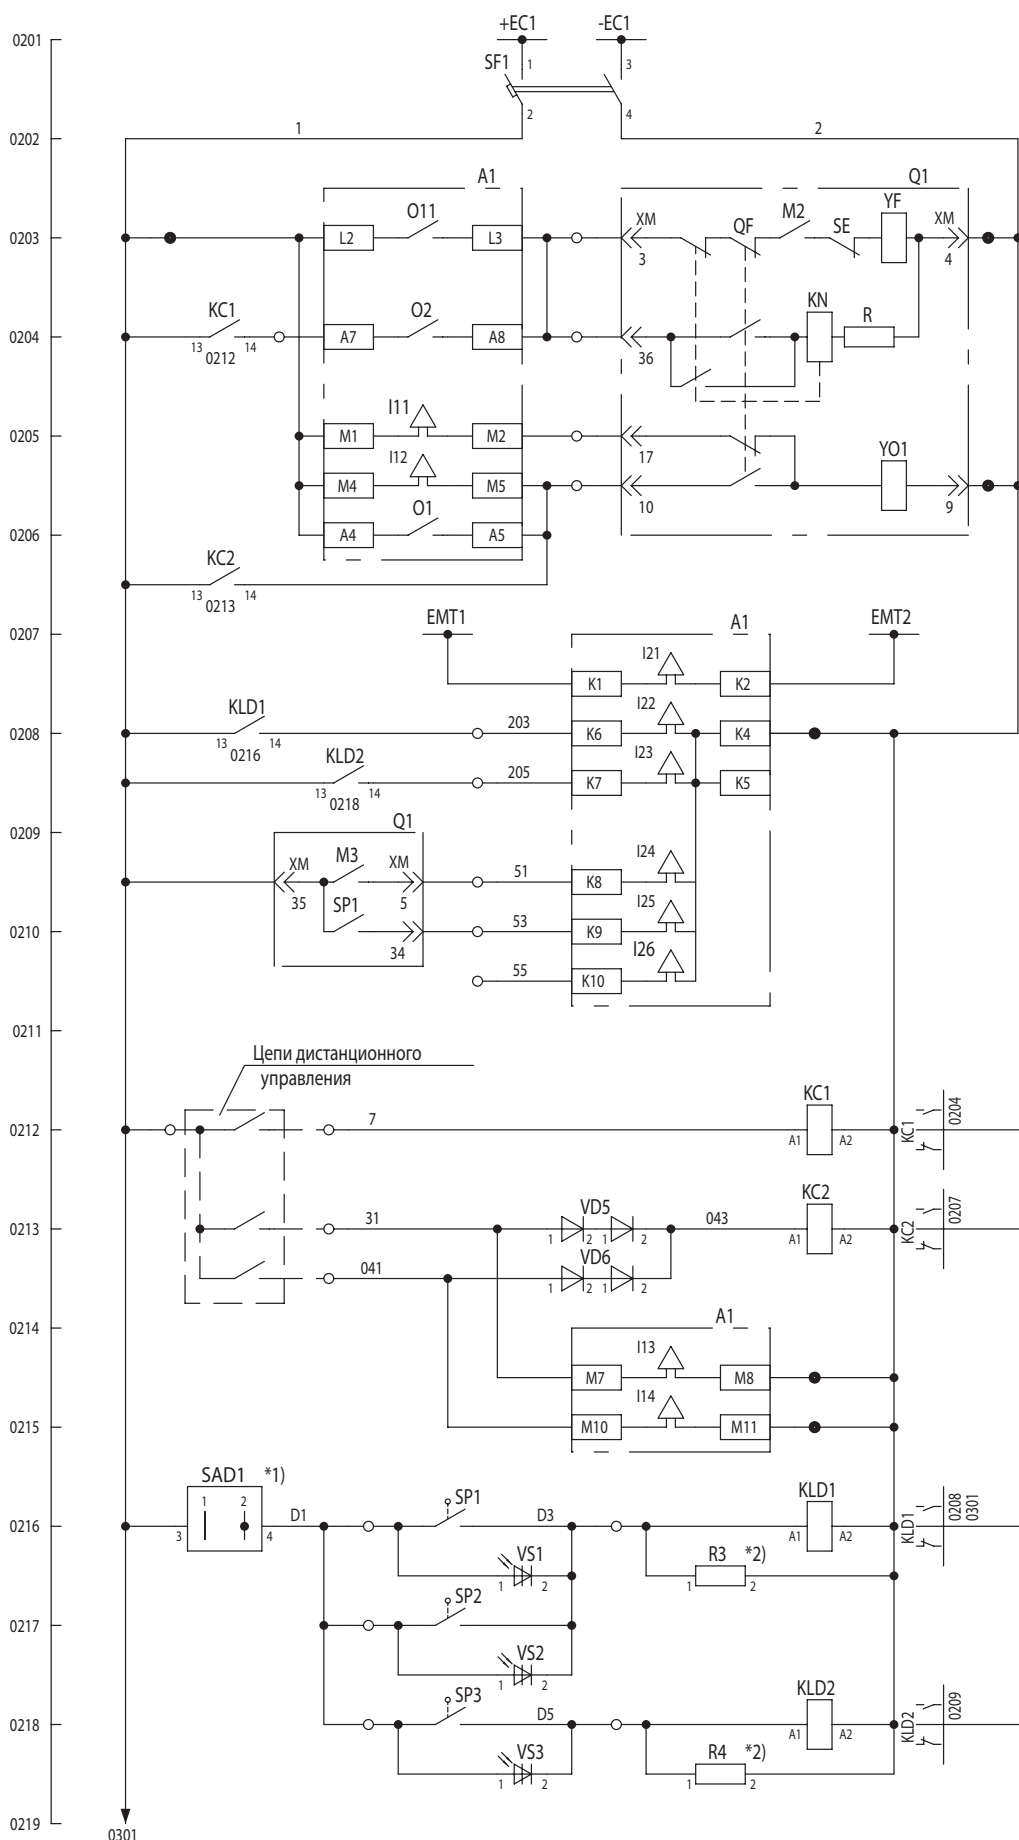 +EC1 -EC1
0201
SF1 1 3
2 4
1 2
0202
A1 Q1
O11 XM QF M2 SE YF XM
0203 L2 L3 3 4
KC1 O2 KN R
0204 13 14 A7 A8 36
0212
I11
0205 M1 M2 17
I12 YO1
M4 M5 10 9
O1
0206 A4 A5
KC2
13 14
0213
0207 EMT1 A1 EMT2
I21
K1 K2
KLD1 I22
0208 203 K6 K4
13 14
0216 KLD2 I23
205 K7 K5
13 14
0218
0209 Q1
XM M3 XM I24
51 K8
35 5
SP1 I25
0210 53 K9
34
I26
55 K10
0211
Цепи дистанционного
управления
KC1
0212 7 A1 A2 KC1 0204
VD5 KC2
0213 31 1 2 1 2 043 A1 A2 KC2 0207
VD6
041 1 2 1 2
0214 A1
I13
M7 M8
I14
0215 M10 M11
SAD1 *1)
1 2 SP1 KLD1
0216 3 4 D1 D3 A1 A2 KLD1 0208
0301
VS1 R3 *2)
1 2 1 2
SP2
0217
VS2
1 2
SP3 KLD2
0218 D5 A1 A2 KLD2 0209
VS3 R4 *2)
1 2 1 2
0219
0301